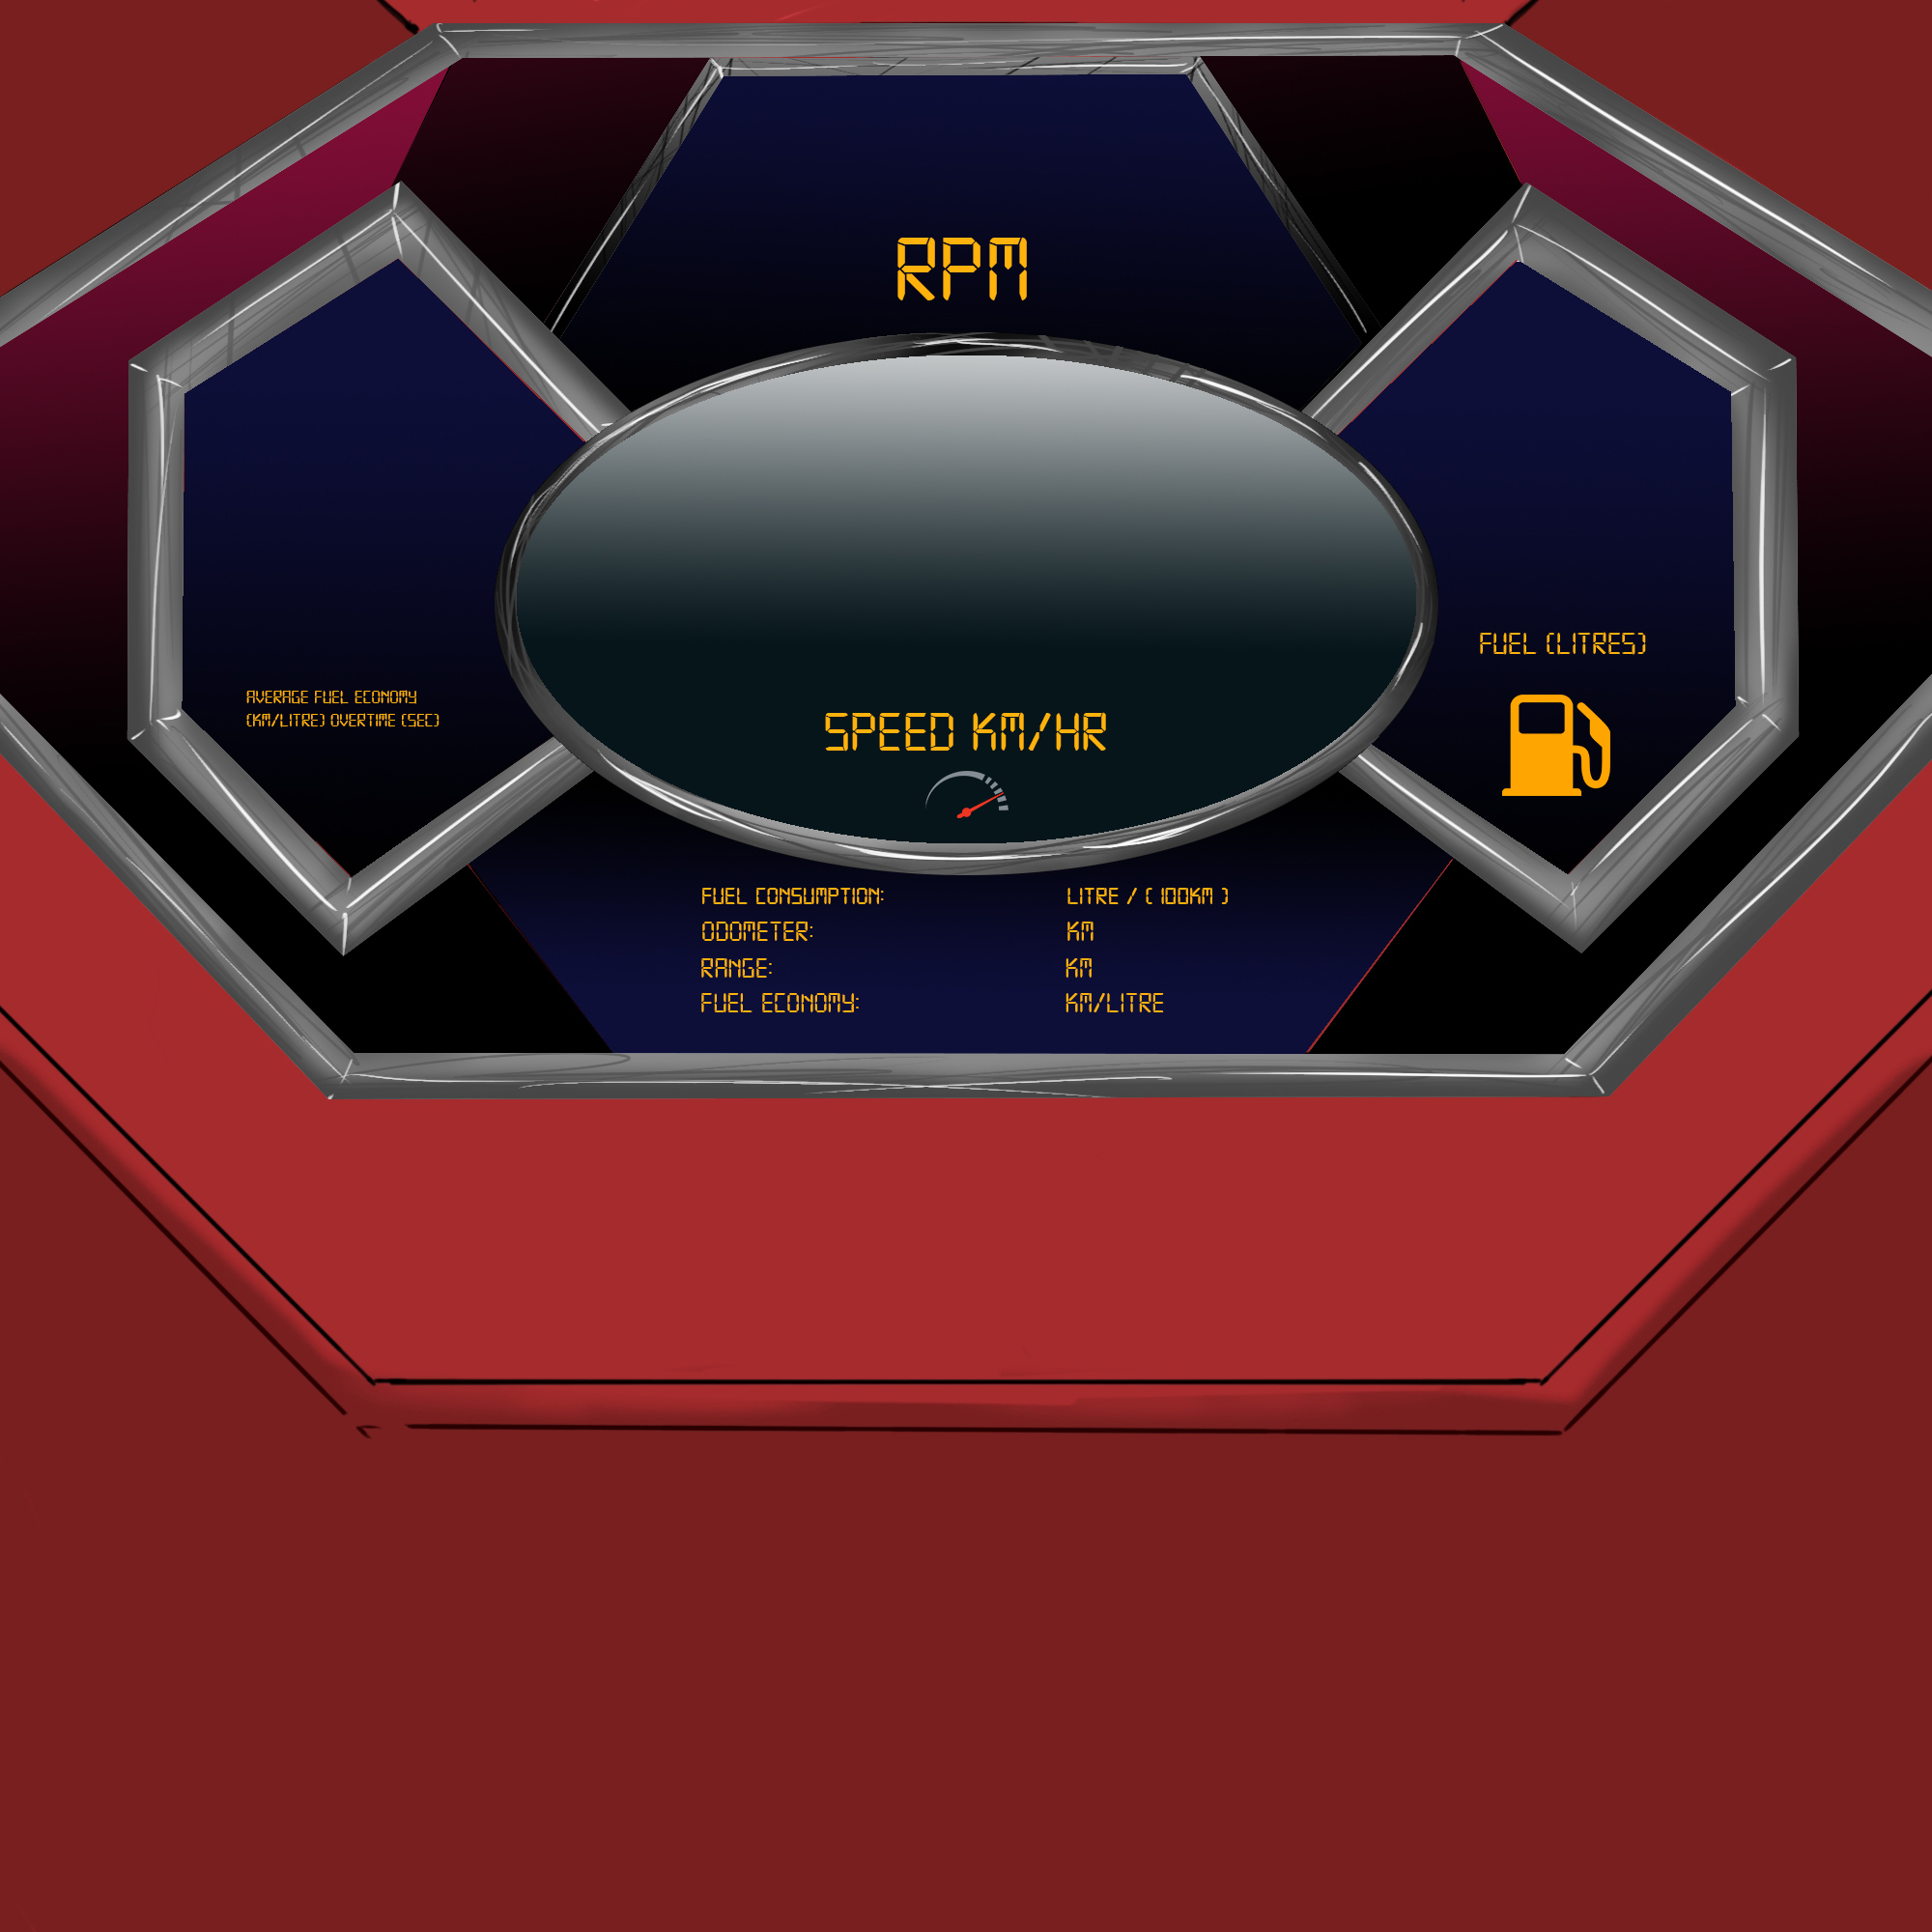 RPM
SPEED KM/HR
AVERAGE FUEL ECONOMY
(KM/LITRE) OVERTIME (SEC)
FUEL (LITRES)
FUEL CONSUMPTION: LITRE / ( 100KM )
ODOMETER: KM
RANGE: KM
FUEL ECONOMY: KM/LITRE